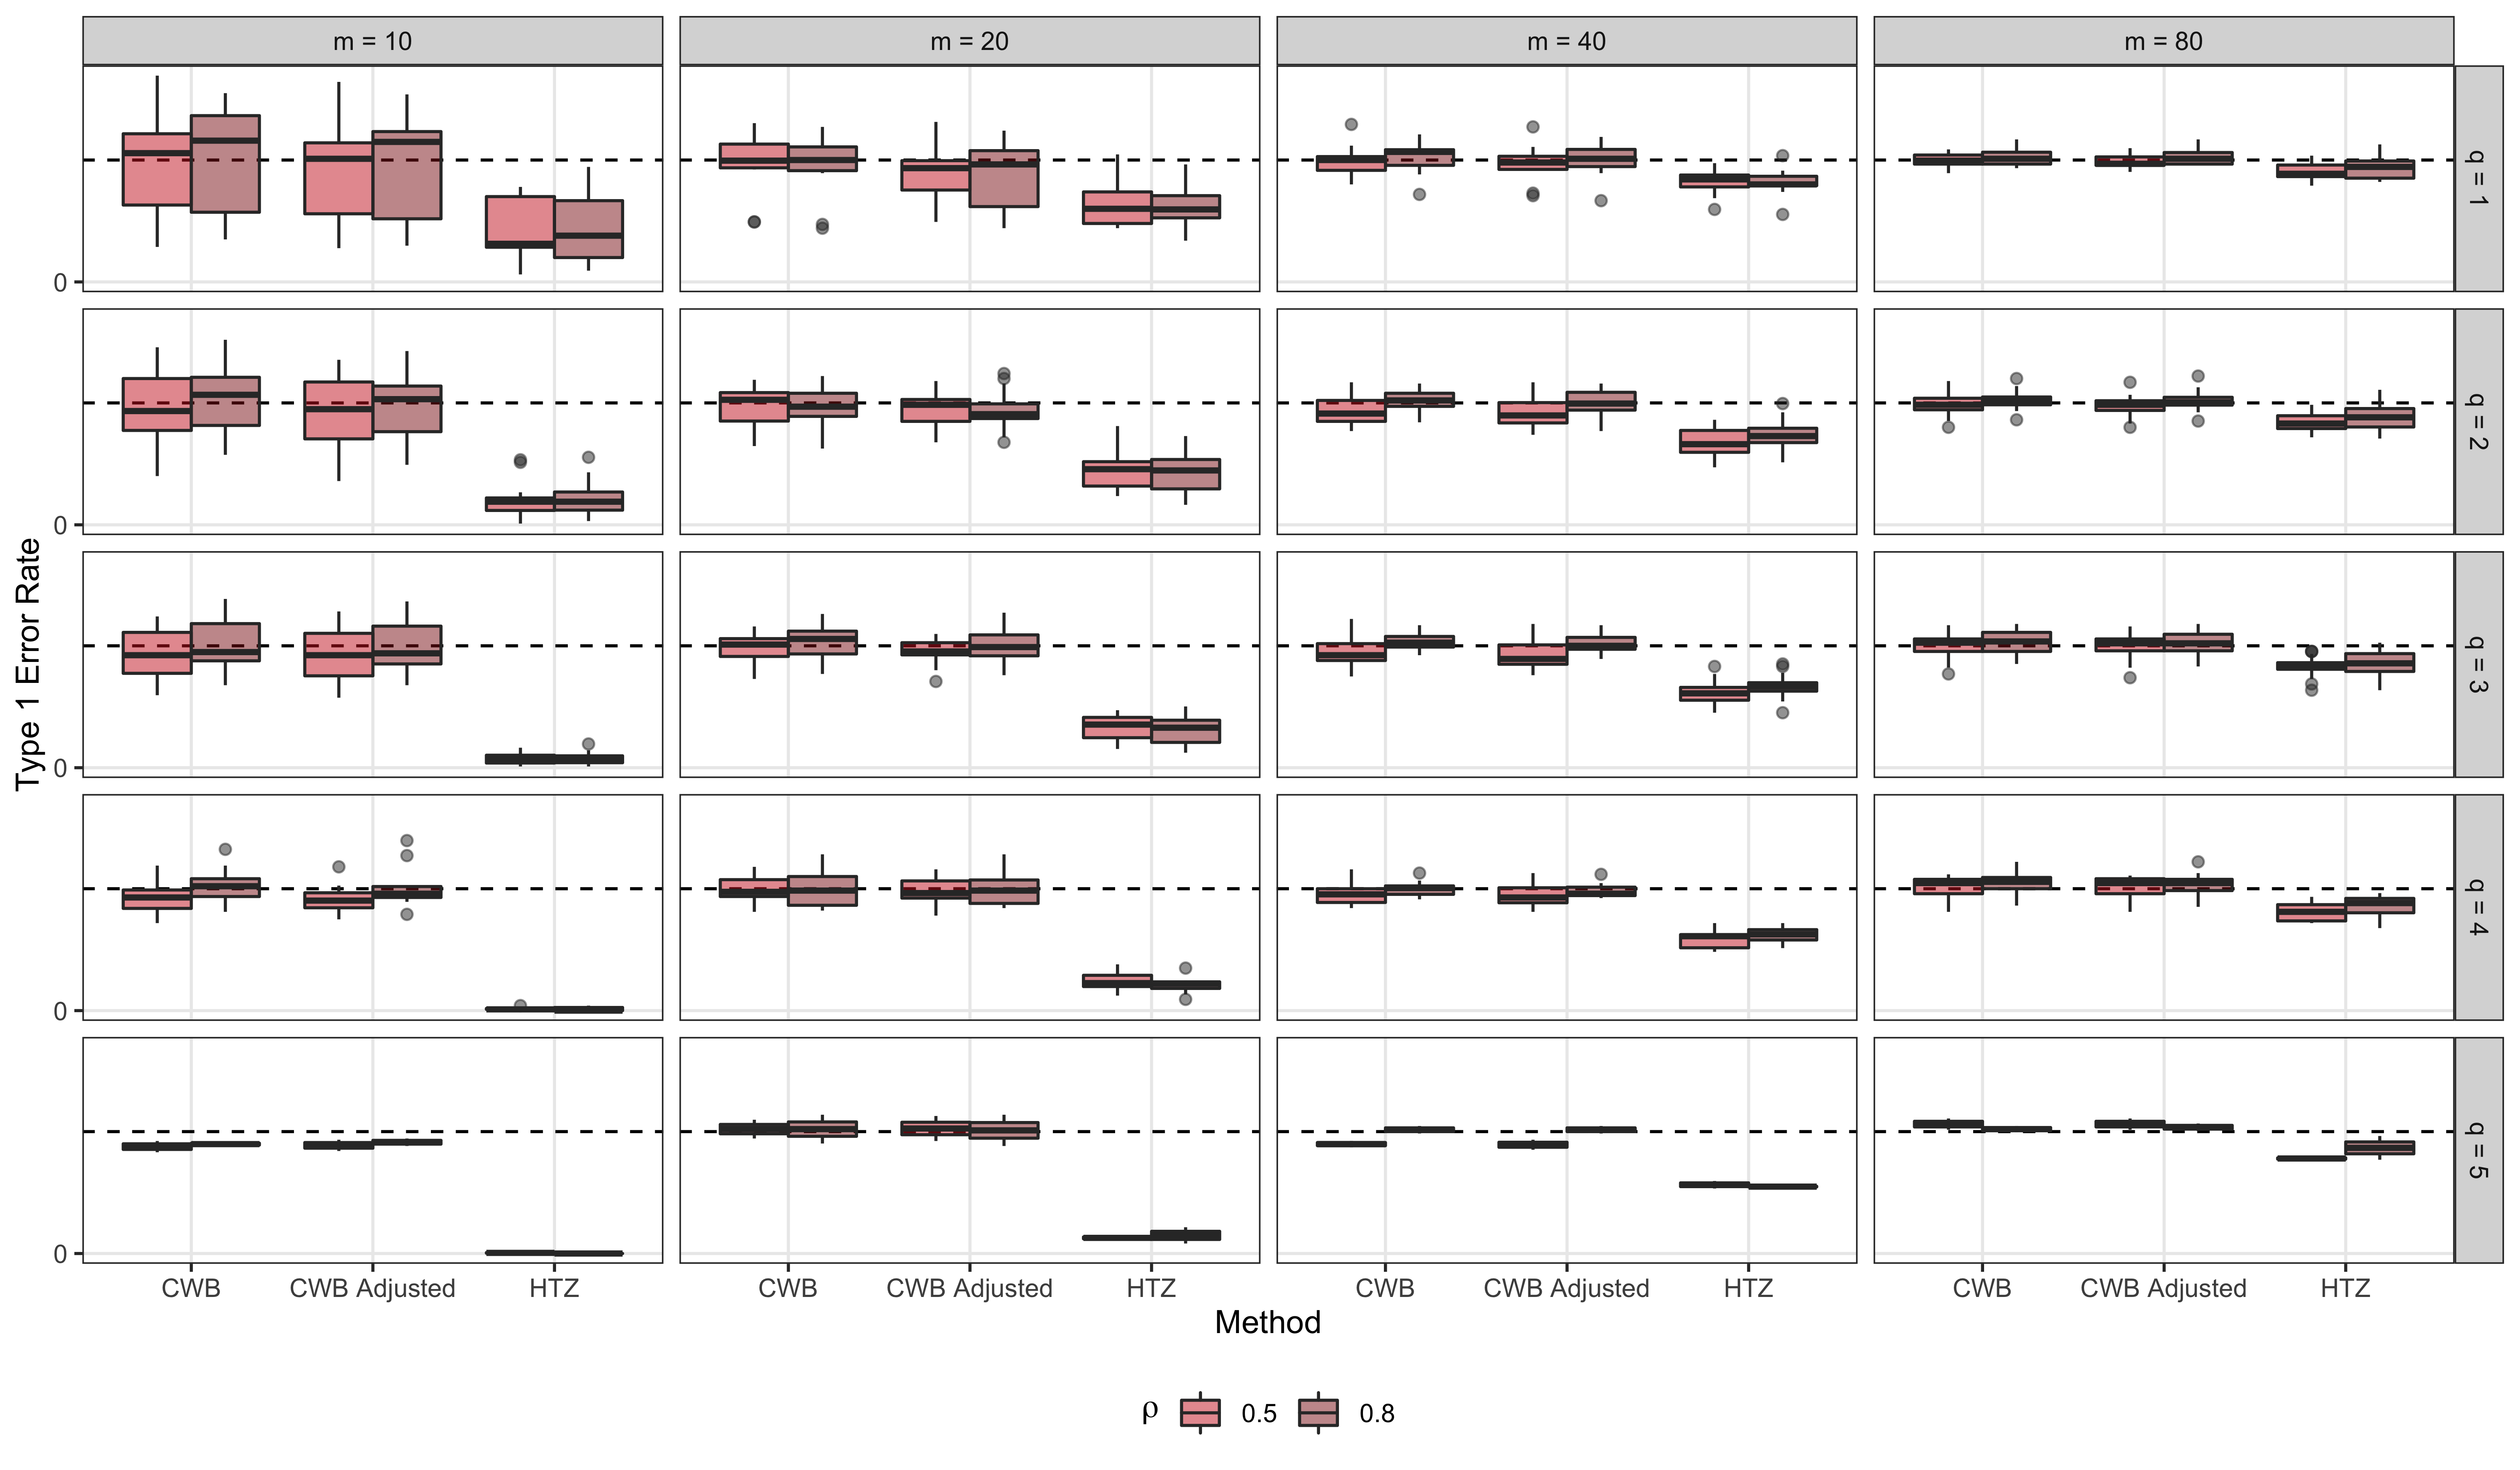 m = 10
m = 20
m = 40
m = 80
0
q = 1
0
q = 2
Type 1 Error Rate
0
q = 3
0
q = 4
0
q = 5
CWB
CWB Adjusted
HTZ
CWB
CWB Adjusted
HTZ
CWB
CWB Adjusted
HTZ
CWB
CWB Adjusted
HTZ
Method
ρ 0.5 0.8